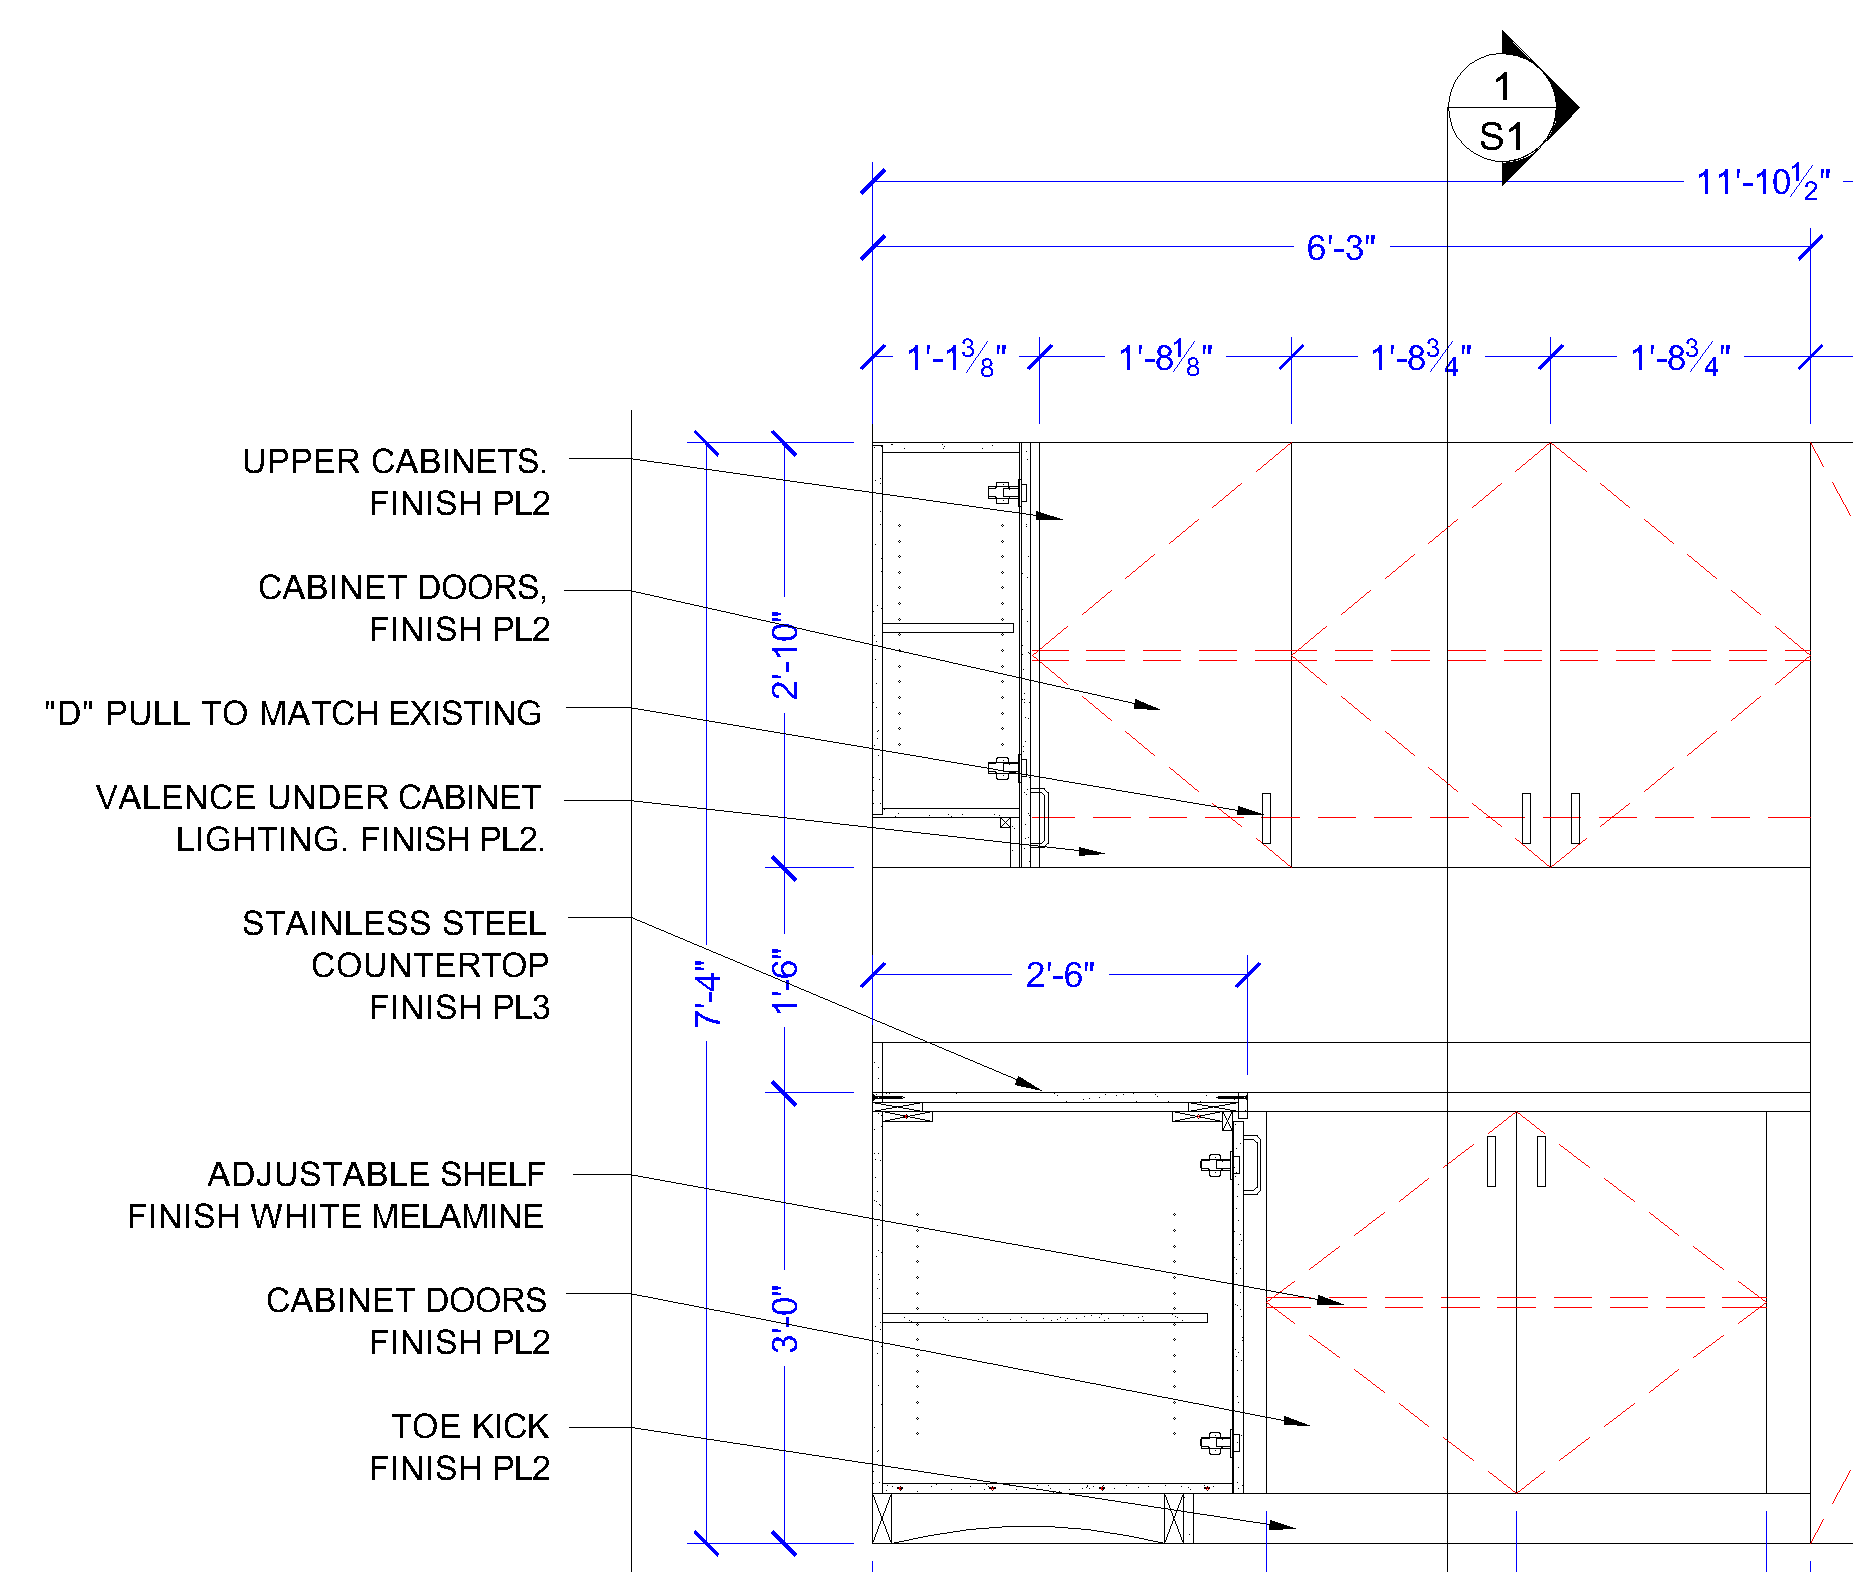 1
S1
11'-10½"
6'-3"
1'-1⅜" 1'-8⅛" 1'-8¾" 1'-8¾"
UPPER CABINETS.
FINISH PL2
CABINET DOORS,
FINISH PL2
2'-10"
"D" PULL TO MATCH EXISTING
VALENCE UNDER CABINET
LIGHTING. FINISH PL2.
STAINLESS STEEL
COUNTERTOP
FINISH PL3
7'-4"
1'-6"
2'-6"
ADJUSTABLE SHELF
FINISH WHITE MELAMINE
CABINET DOORS
FINISH PL2
3'-0"
TOE KICK
FINISH PL2